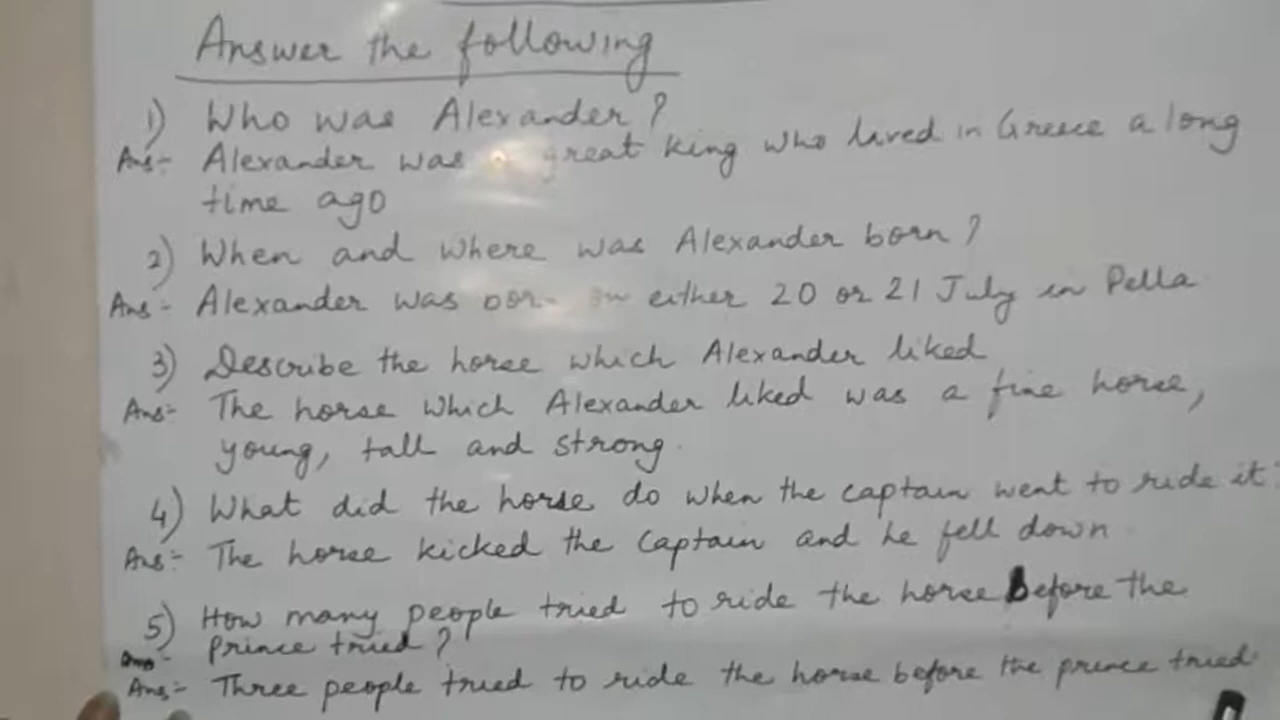 Answer the following
1) Who was Alexander?
Ans:- Alexander was a great king who lived in Greece a long
time ago
2) When and where was Alexander born?
Ans:- Alexander was born on either 20 or 21 July in Pella
3) Describe the horse which Alexander liked
Ans:- The horse which Alexander liked was a fine horse,
young, tall and strong.
4) What did the horse do when the captain went to ride it?
Ans:- The horse kicked the captain and he fell down.
5) How many people tried to ride the horse before the
prince tried?
Ans:- Three people tried to ride the horse before the prince tried